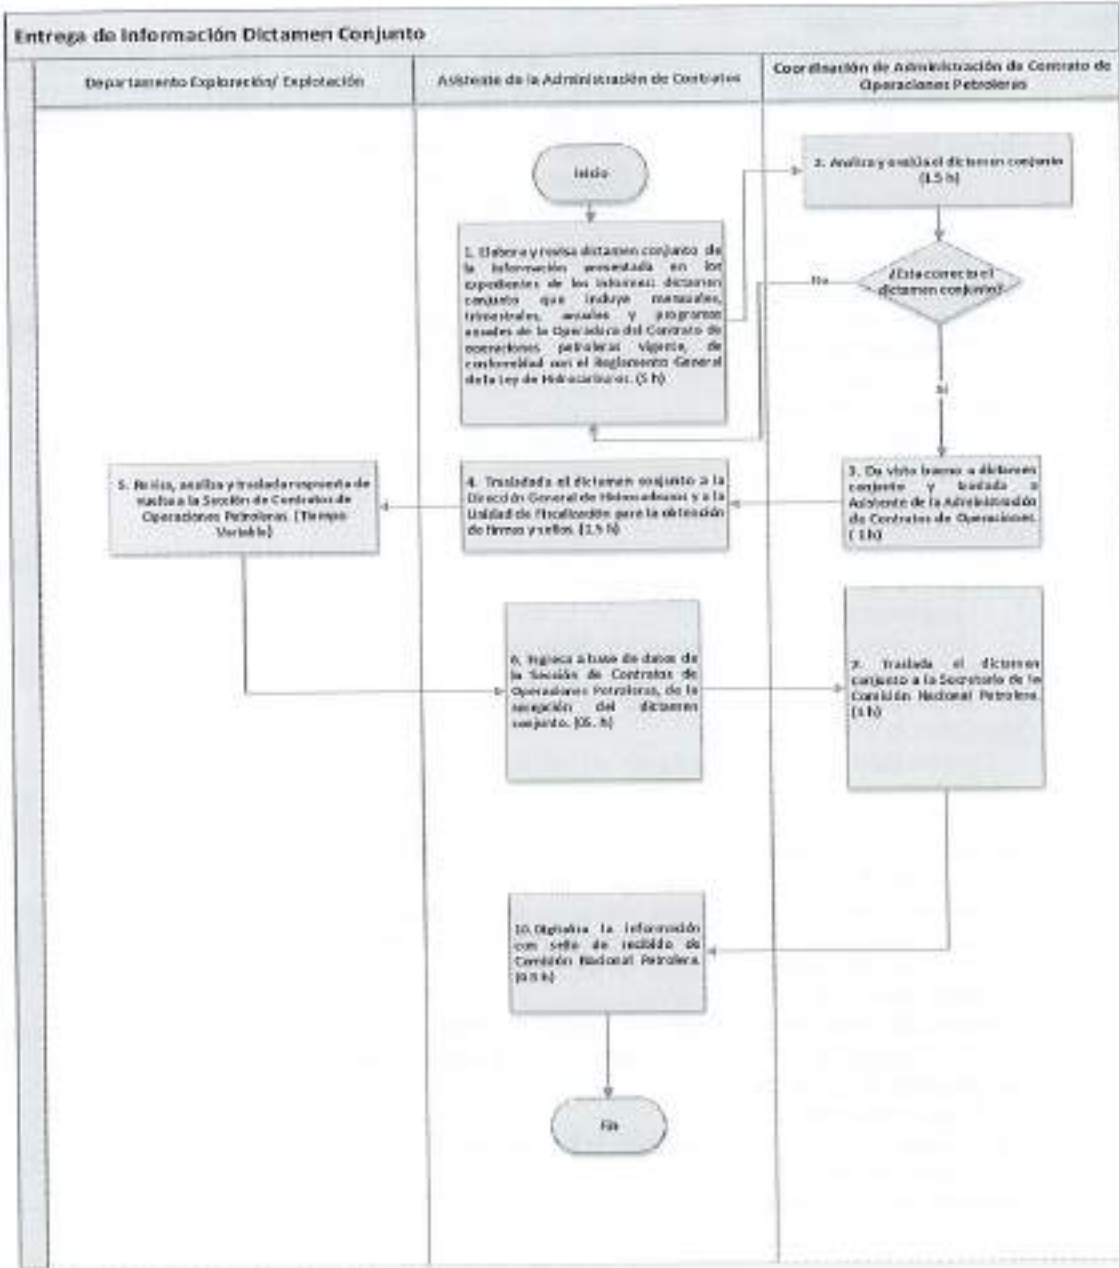 Entrega de Información Dictamen Conjunto
Departamento Exploración/ Explotación
Asistente de la Administración de Contratos
Coordinación de Administración de Contrato de
Operaciones Petroleras
Inicio
1. Elabora y revisa dictamen conjunto de
la información presentada en los
expedientes de los informes: dictamen
conjunto que incluye mensuales,
trimestrales, anuales y programas
anuales de la Operadora del Contrato de
operaciones petroleras vigente, de
conformidad con el Reglamento General
de la Ley de Hidrocarburos. (5 h)
2. Analiza y evalúa el dictamen conjunto
(1.5 h)
¿Esta correcto el
dictamen conjunto?
No
Si
3. Da visto bueno a dictamen
conjunto y traslada a
Asistente de la Administración
de Contratos de Operaciones.
( 1 h)
4. Trasladada el dictamen conjunto a la
Dirección General de Hidrocarburos y a la
Unidad de Fiscalización para la obtención
de firmas y sellos. (1.5 h)
5. Revisa, analiza y traslada respuesta de
vuelta a la Sección de Contratos de
Operaciones Petroleras. (Tiempo
Variable)
6. Ingresa a base de datos de
la Sección de Contratos de
Operaciones Petroleras, de la
recepción del dictamen
conjunto. (05. h)
Traslada el dictamen
conjunto a la Secretaría de la
Comisión Nacional Petrolera.
(1 h)
10. Digitaliza la información
con sello de recibido de
Comisión Nacional Petrolera.
(0.5 h)
Fin